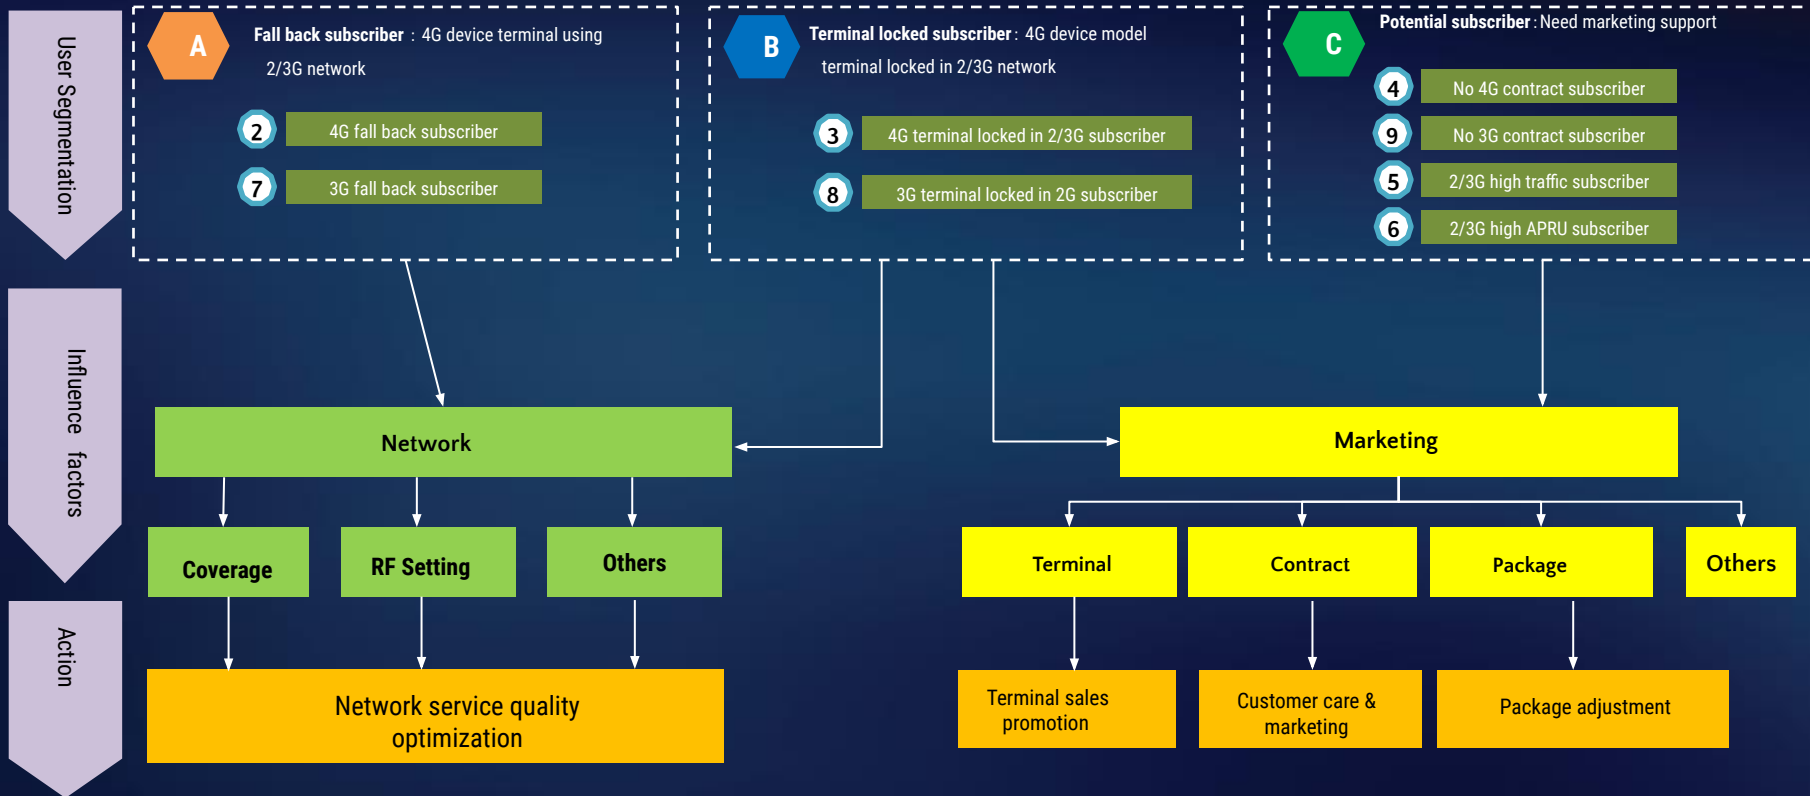 User Segmentation
A
Fall back subscriber : 4G device terminal using
2/3G network
2
4G fall back subscriber
7
3G fall back subscriber
B
Terminal locked subscriber: 4G device model
terminal locked in 2/3G network
3
4G terminal locked in 2/3G subscriber
8
3G terminal locked in 2G subscriber
C
Potential subscriber: Need marketing support
4
No 4G contract subscriber
9
No 3G contract subscriber
5
2/3G high traffic subscriber
6
2/3G high APRU subscriber
Influence factors
Network
Marketing
Coverage
RF Setting
Others
Terminal
Contract
Package
Others
Action
Network service quality
optimization
Terminal sales
promotion
Customer care &
marketing
Package adjustment